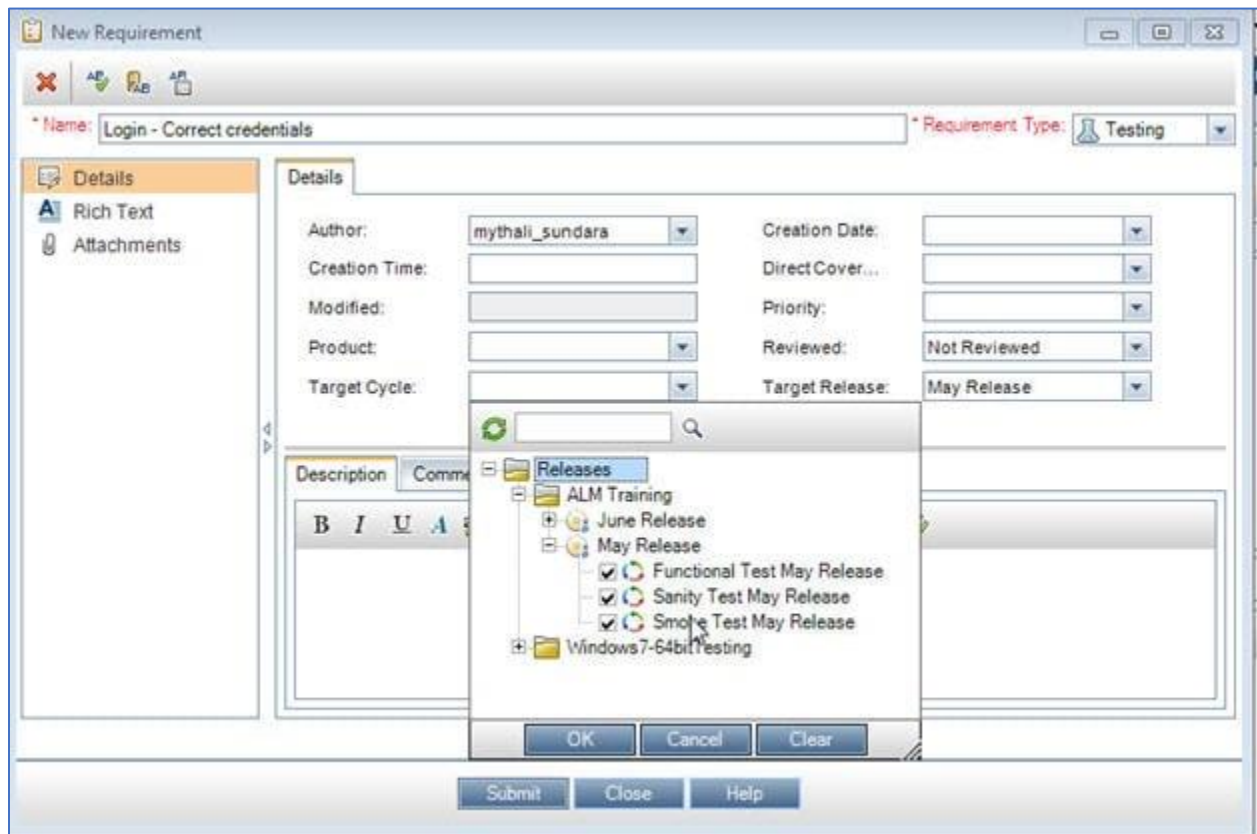 New Requirement
* Name: Login - Correct credentials * Requirement Type: Testing
Details
Rich Text
Attachments
Details
Author: mythali_sundara Creation Date:
Creation Time: Direct Cover...
Modified: Priority:
Product: Reviewed: Not Reviewed
Target Cycle: Target Release: May Release
Releases
ALM Training
June Release
May Release
Functional Test May Release
Sanity Test May Release
Smoke Test May Release
Windows7-64bitTesting
OK Cancel Clear
Description Comme
B I U A
Submit Close Help